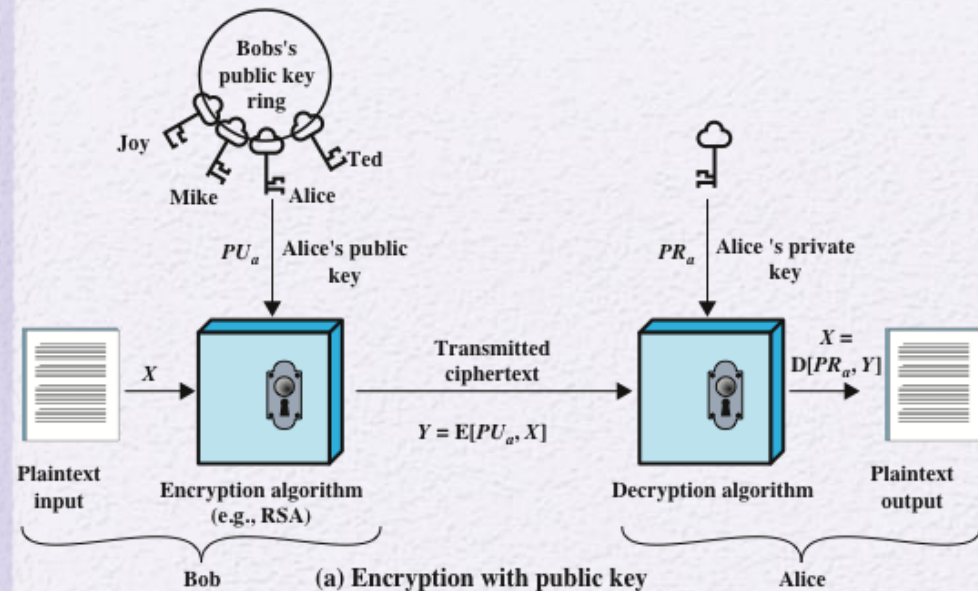 Bobs's
public key
ring
Joy
Ted
Mike
Alice
PUa
Alice's public
key
PRa
Alice 's private
key
X
Transmitted
ciphertext
X =
D[PRa, Y]
Y = E[PUa, X]
Plaintext
input
Encryption algorithm
(e.g., RSA)
Decryption algorithm
Plaintext
output
Bob
(a) Encryption with public key
Alice